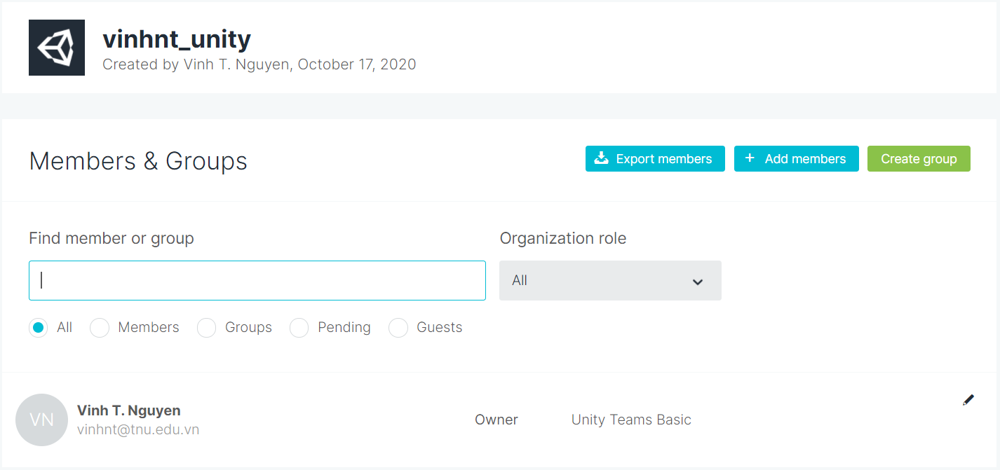 vinhnt_unity
Created by Vinh T. Nguyen, October 17, 2020
Members & Groups
Export members
+ Add members
Create group
Find member or group
Organization role
All
All
Members
Groups
Pending
Guests
VN
Vinh T. Nguyen
vinhnt@tnu.edu.vn
Owner
Unity Teams Basic